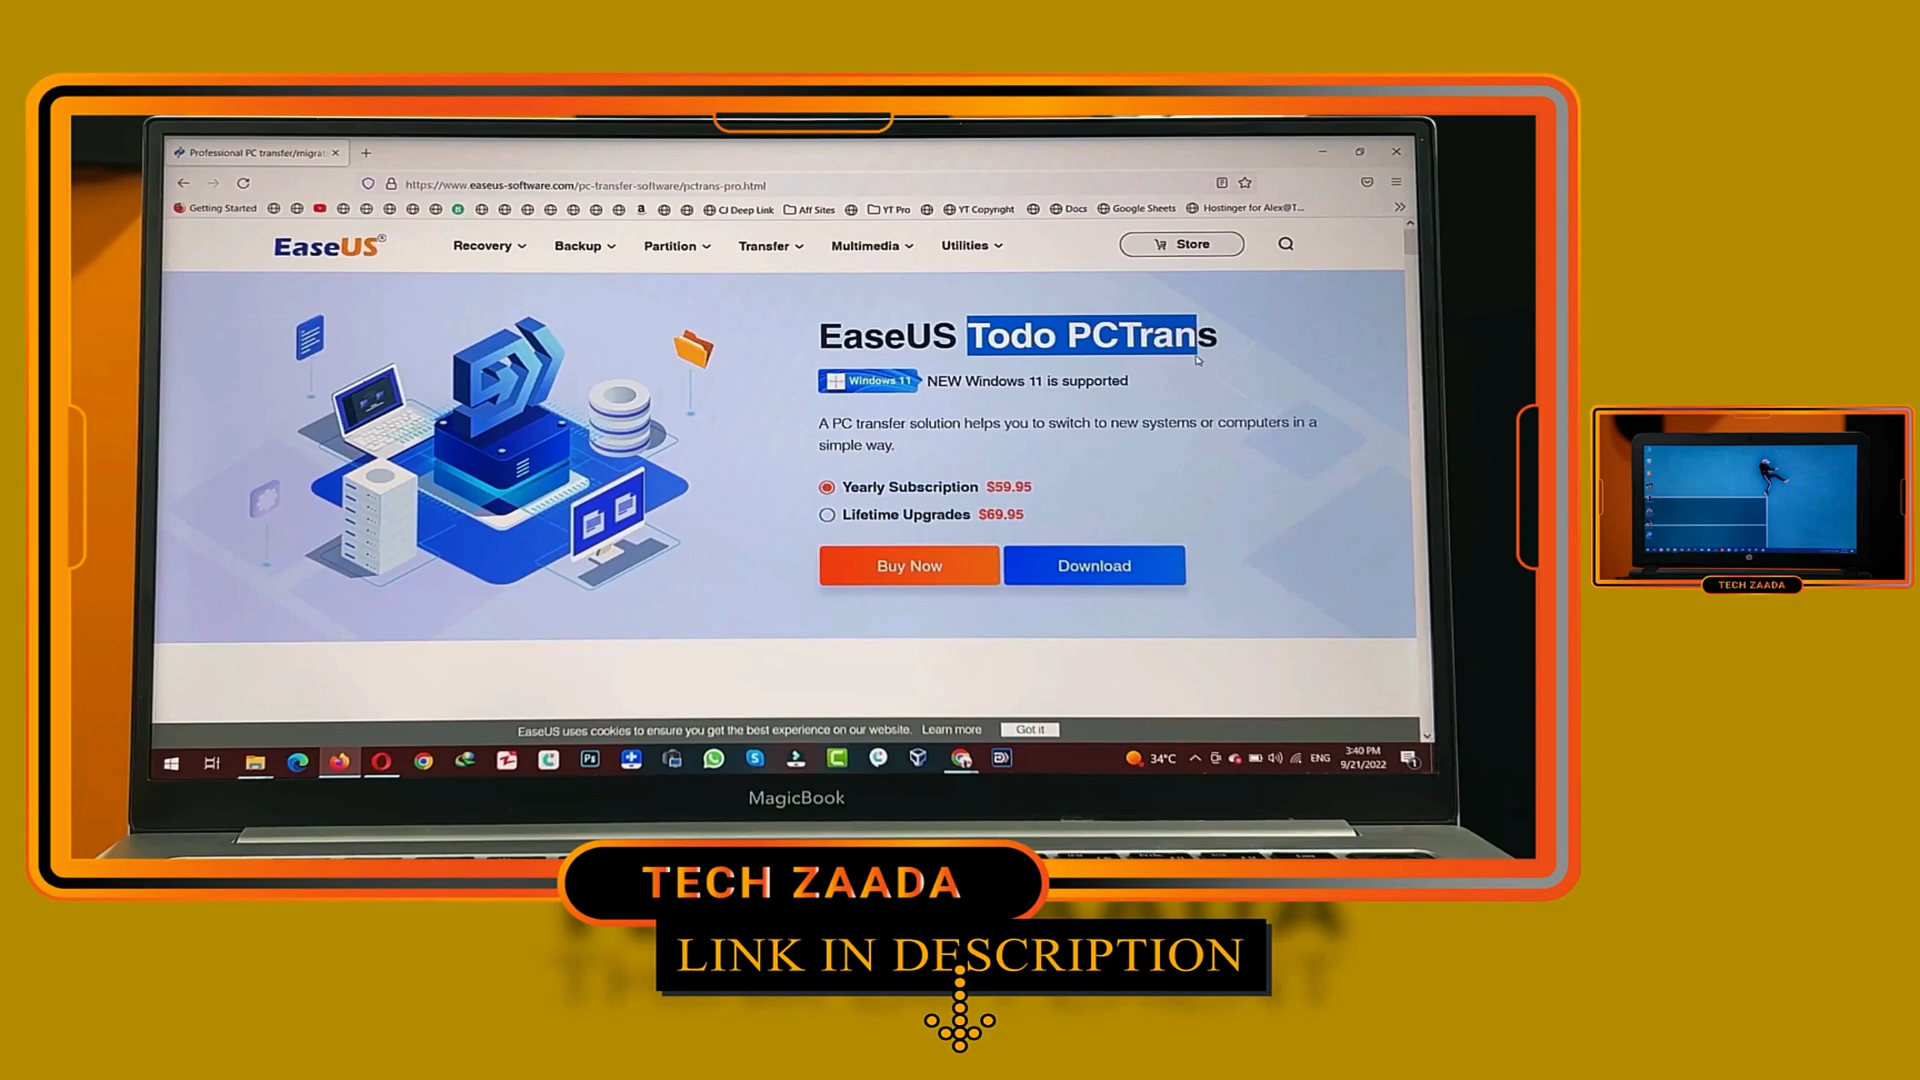 Professional PC transfer/migrat
https://www.easeus-software.com/pc-transfer-software/pctrans-pro.html
Getting Started
CJ Deep Link
Aff Sites
YT Pro
YT Copyright
Docs
Google Sheets
Hostinger for Alex@T...
EaseUS®
Recovery
Backup
Partition
Transfer
Multimedia
Utilities
Store
EaseUS Todo PCTrans
Windows 11
NEW Windows 11 is supported
A PC transfer solution helps you to switch to new systems or computers in a
simple way.
Yearly Subscription $59.95
Lifetime Upgrades $69.95
Buy Now
Download
EaseUS uses cookies to ensure you get the best experience on our website. Learn more
Got it
Ps
34°C
ENG
3:40 PM
9/21/2022
MagicBook
TECH ZAADA
TECH ZAADA
LINK IN DESCRIPTION